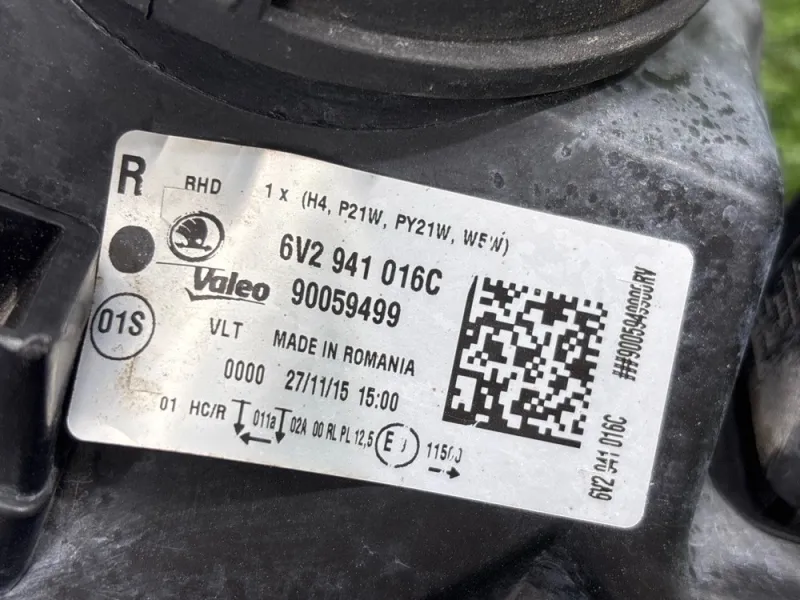 R RHD 1 x (H4, P21W, PY21W, W5W)
6V2 941 016C
Valeo 90059499
01S VLT MADE IN ROMANIA
0000 27/11/15 15:00
01 HC/R 011a 02A 00 RL PL 12,5 E
6V2 941 016C